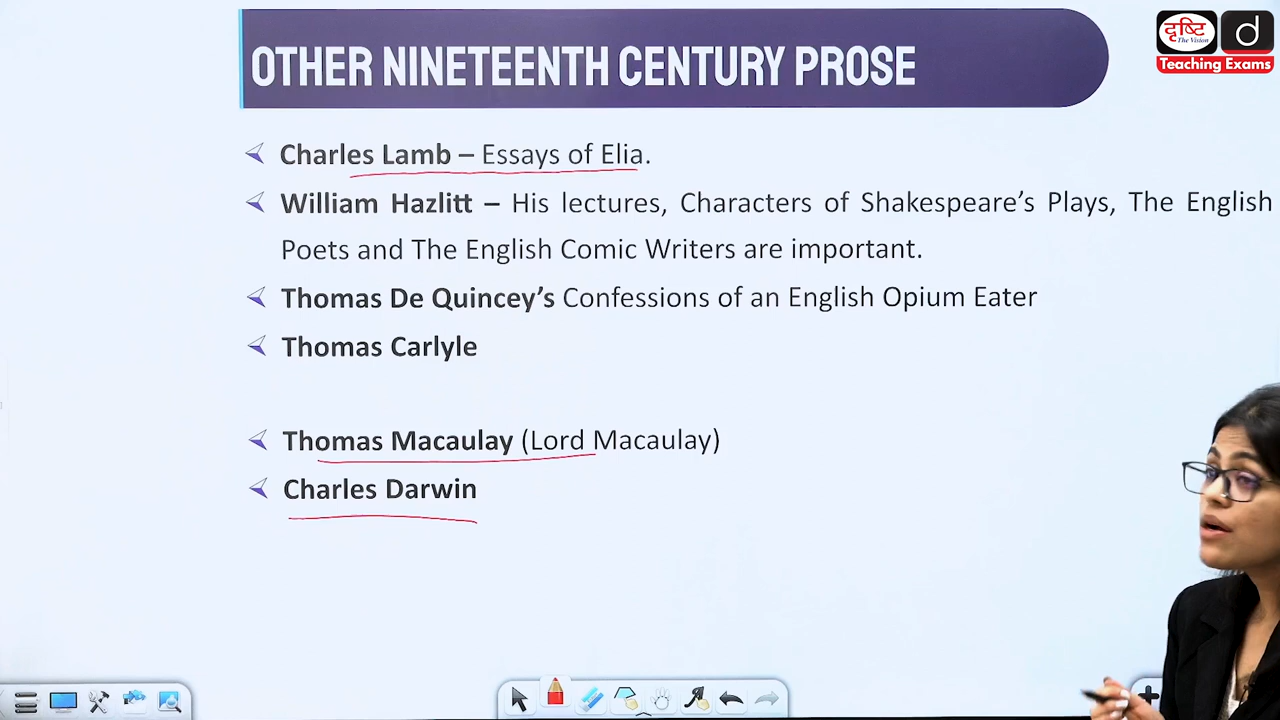 OTHER NINETEENTH CENTURY PROSE
दृष्टि
The Vision
d
Teaching Exams
Charles Lamb – Essays of Elia.
William Hazlitt – His lectures, Characters of Shakespeare’s Plays, The English
Poets and The English Comic Writers are important.
Thomas De Quincey’s Confessions of an English Opium Eater
Thomas Carlyle
Thomas Macaulay (Lord Macaulay)
Charles Darwin